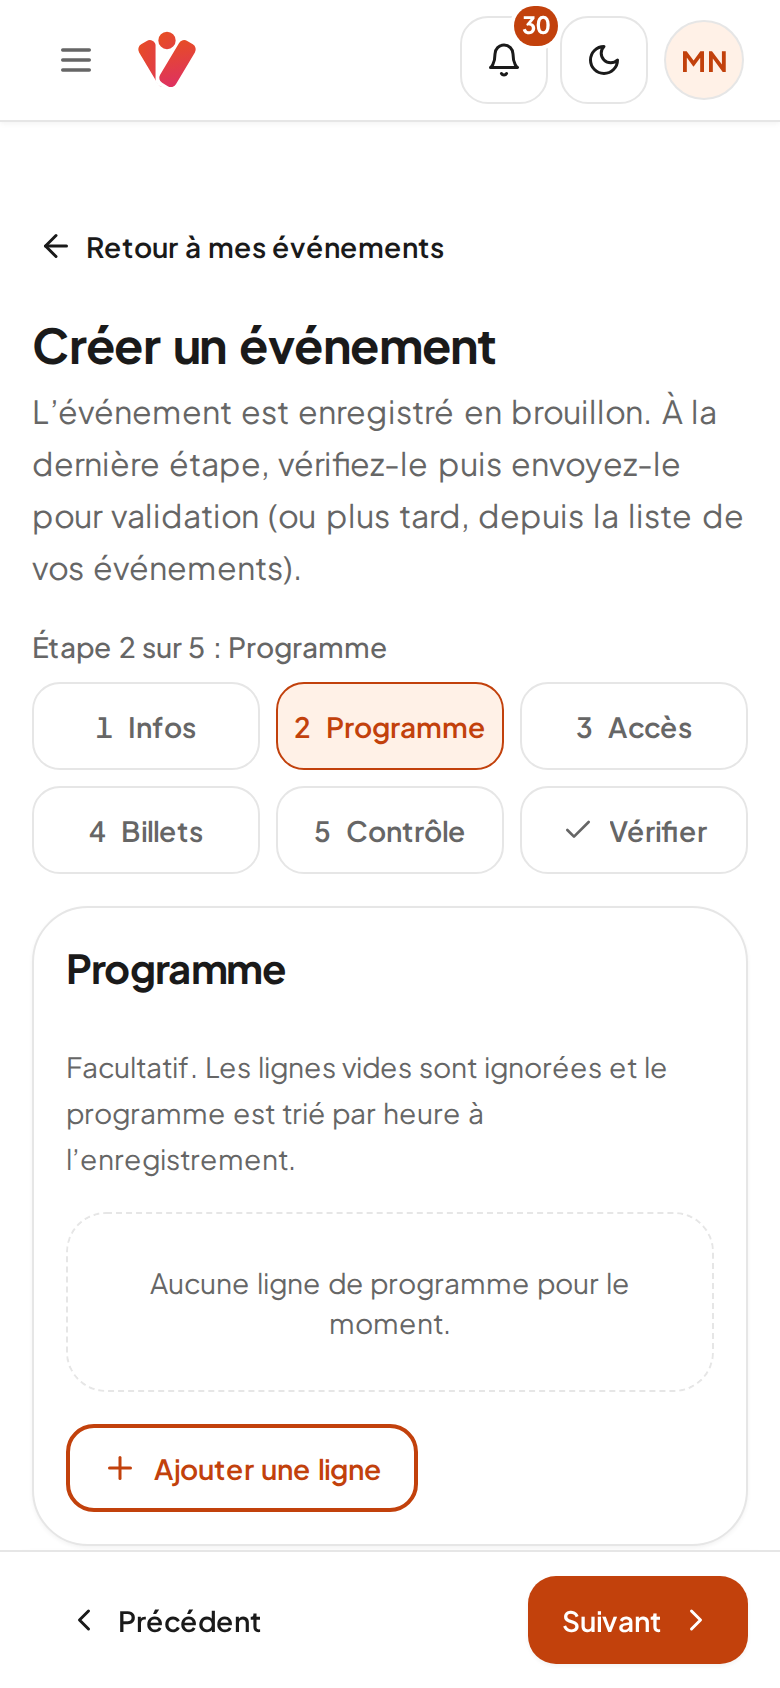 30
MN
Retour à mes événements
Créer un événement
L’événement est enregistré en brouillon. À la
dernière étape, vérifiez-le puis envoyez-le
pour validation (ou plus tard, depuis la liste de
vos événements).
Étape 2 sur 5 : Programme
1 Infos
2 Programme
3 Accès
4 Billets
5 Contrôle
Vérifier
Programme
Facultatif. Les lignes vides sont ignorées et le
programme est trié par heure à
l’enregistrement.
Aucune ligne de programme pour le
moment.
Ajouter une ligne
Précédent
Suivant